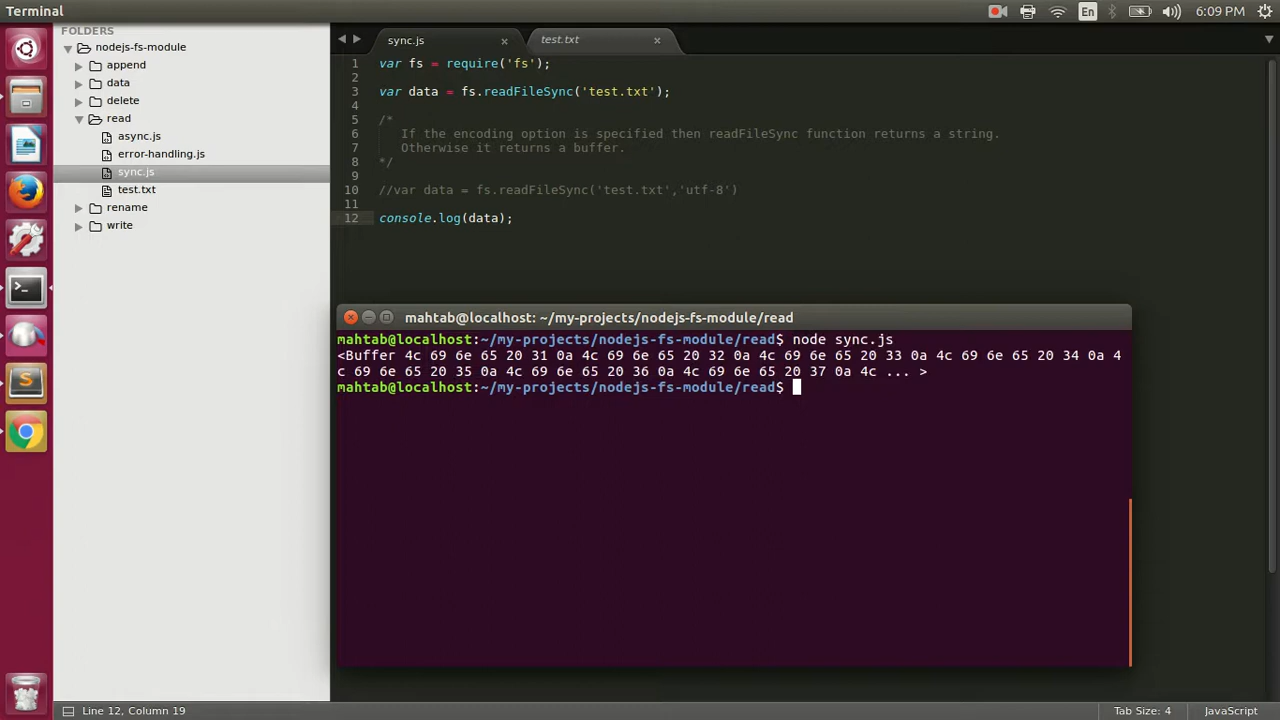 Terminal
En
6:09 PM
FOLDERS
nodejs-fs-module
append
data
delete
read
async.js
error-handling.js
sync.js
test.txt
rename
write
sync.js
test.txt
1 var fs = require('fs');
2
3 var data = fs.readFileSync('test.txt');
4
5 /*
6 If the encoding option is specified then readFileSync function returns a string.
7 Otherwise it returns a buffer.
8 */
9
10 //var data = fs.readFileSync('test.txt','utf-8')
11
12 console.log(data);
mahtab@localhost: ~/my-projects/nodejs-fs-module/read
mahtab@localhost:~/my-projects/nodejs-fs-module/read$ node sync.js
<Buffer 4c 69 6e 65 20 31 0a 4c 69 6e 65 20 32 0a 4c 69 6e 65 20 33 0a 4c 69 6e 65 20 34 0a 4
c 69 6e 65 20 35 0a 4c 69 6e 65 20 36 0a 4c 69 6e 65 20 37 0a 4c ... >
mahtab@localhost:~/my-projects/nodejs-fs-module/read$
Line 12, Column 19
Tab Size: 4
JavaScript